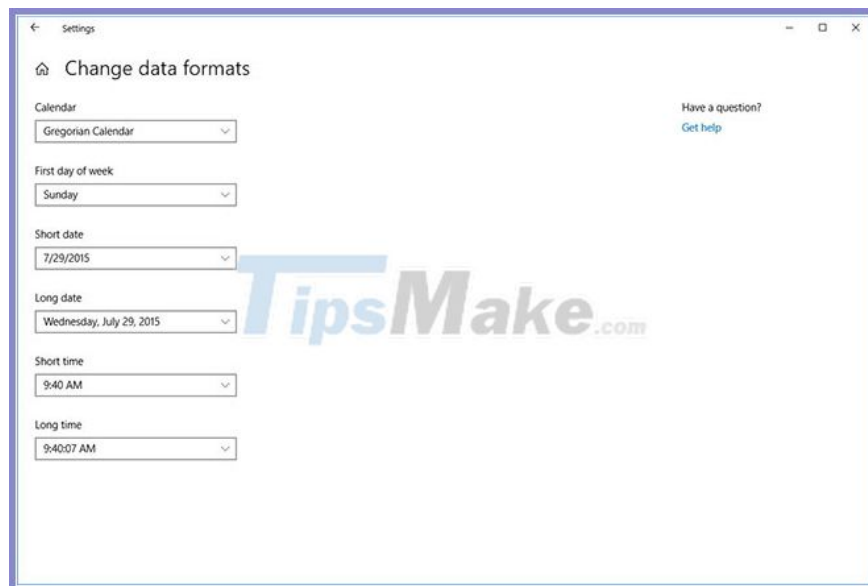 Settings
Change data formats
Calendar
Gregorian Calendar
First day of week
Sunday
Short date
7/29/2015
Long date
Wednesday, July 29, 2015
Short time
9:40 AM
Long time
9:40:07 AM
Have a question?
Get help
TipsMake.com